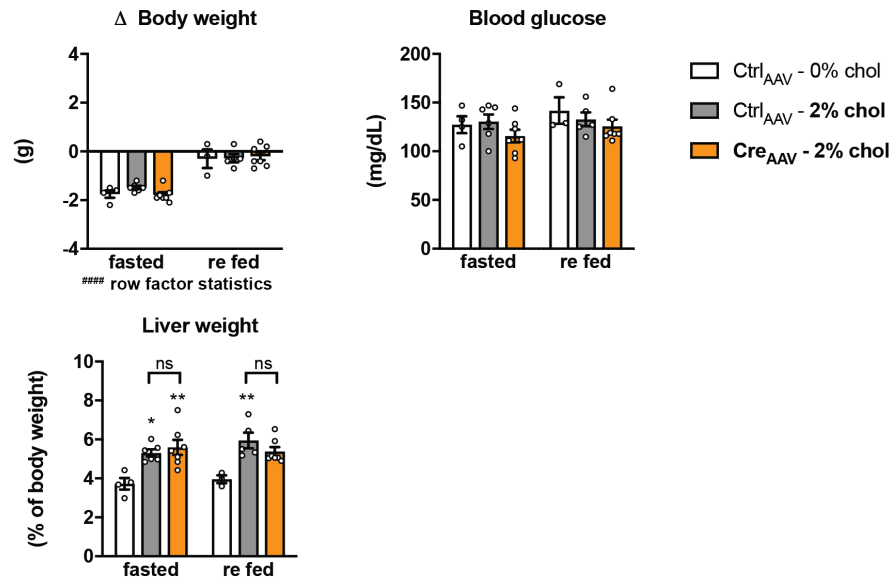 Δ Body weight
4
2
0
-2
-4
(g)
fasted
re fed
#### row factor statistics
Blood glucose
200
150
100
50
0
(mg/dL)
fasted
re fed
CtrlAAV - 0% chol
CtrlAAV - 2% chol
CreAAV - 2% chol
Liver weight
10
8
6
4
2
0
(% of body weight)
ns
ns
*
**
**
fasted
re fed